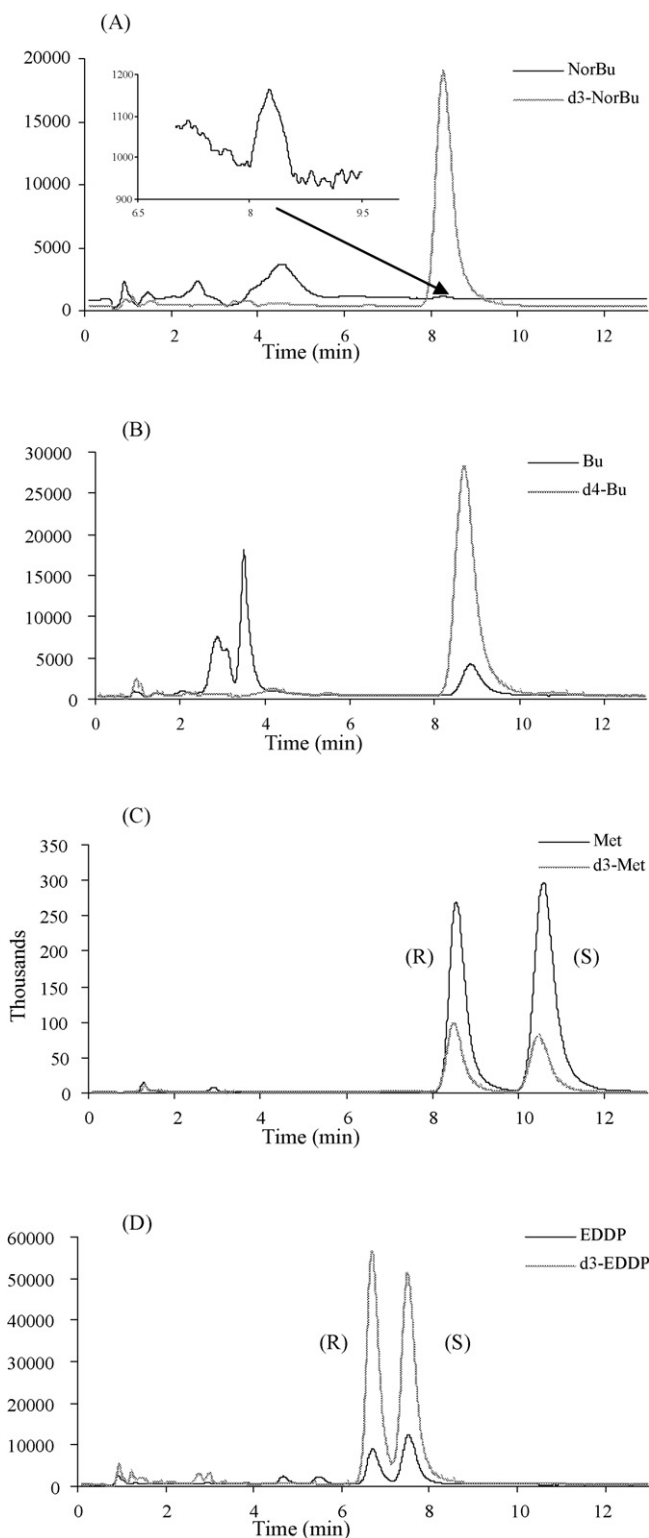 (A)
20000
15000
10000
5000
0
1200
1100
1000
900
6.5 8 9.5
NorBu
d3-NorBu
0 2 4 6 8 10 12
Time (min)
(B)
30000
25000
20000
15000
10000
5000
0
Bu
d4-Bu
0 2 4 6 8 10 12
Time (min)
(C)
350
300
250
200
150
100
50
0
Thousands
Met
d3-Met
(R) (S)
0 2 4 6 8 10 12
Time (min)
(D)
60000
50000
40000
30000
20000
10000
0
EDDP
d3-EDDP
(R) (S)
0 2 4 6 8 10 12
Time (min)